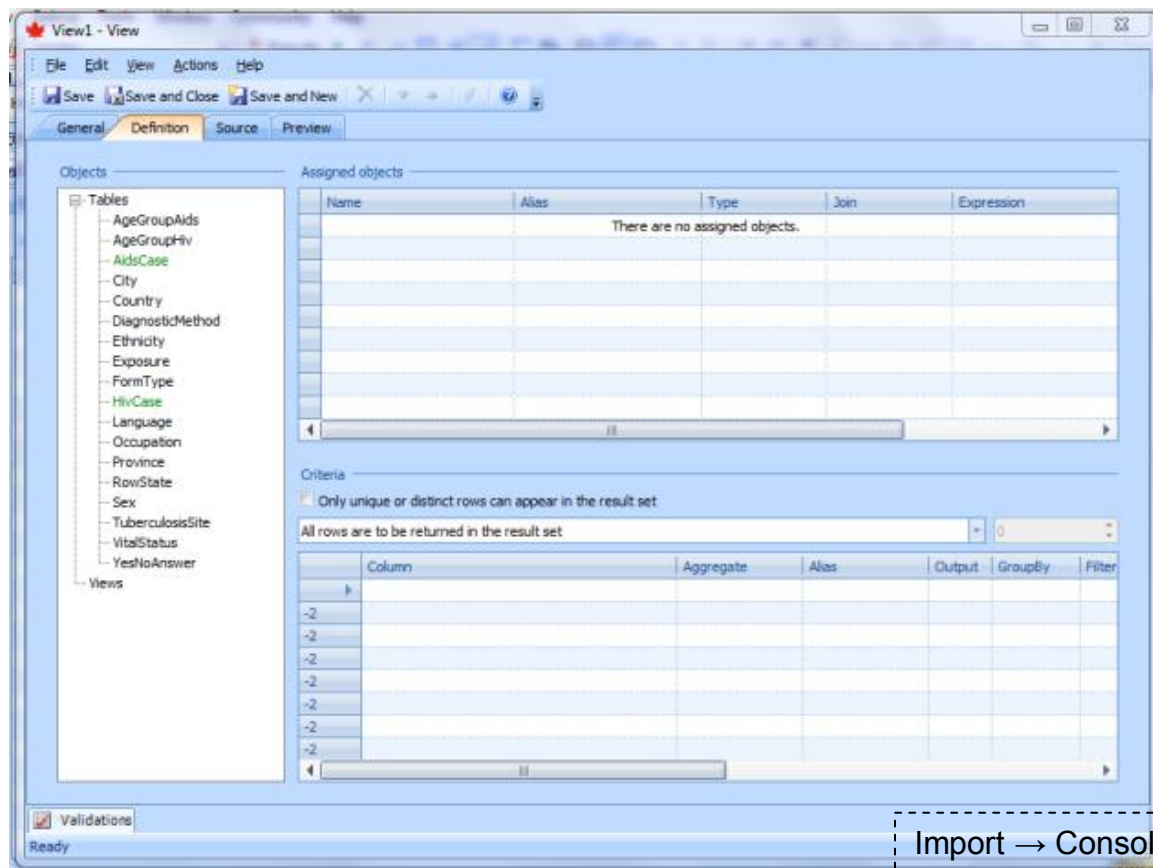 View1 - View
File Edit View Actions Help
Save Save and Close Save and New
General Definition Source Preview
Objects
Tables
AgeGroupAids
AgeGroupHiv
AidsCase
City
Country
DiagnosticMethod
Ethnicity
Exposure
FormType
HivCase
Language
Occupation
Province
RowState
Sex
TuberculosisSite
VitalStatus
YesNoAnswer
Views
Assigned objects
Name Alias Type Join Expression
There are no assigned objects.
Criteria
Only unique or distinct rows can appear in the result set
All rows are to be returned in the result set 0
Column Aggregate Alias Output GroupBy Filter
-2
-2
-2
-2
-2
-2
-2
Validations
Ready
Import → Consol